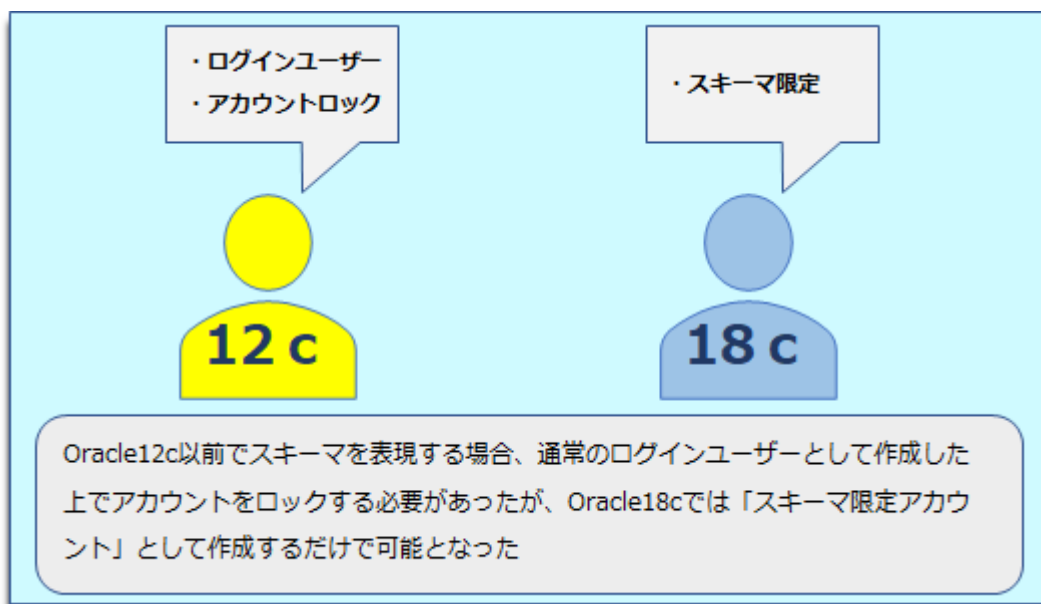 ・ログインユーザー
・アカウントロック
・スキーマ限定
12 c
18 c
Oracle12c以前でスキーマを表現する場合、通常のログインユーザーとして作成した
上でアカウントをロックする必要があったが、Oracle18cでは「スキーマ限定アカウ
ント」として作成するだけで可能となった